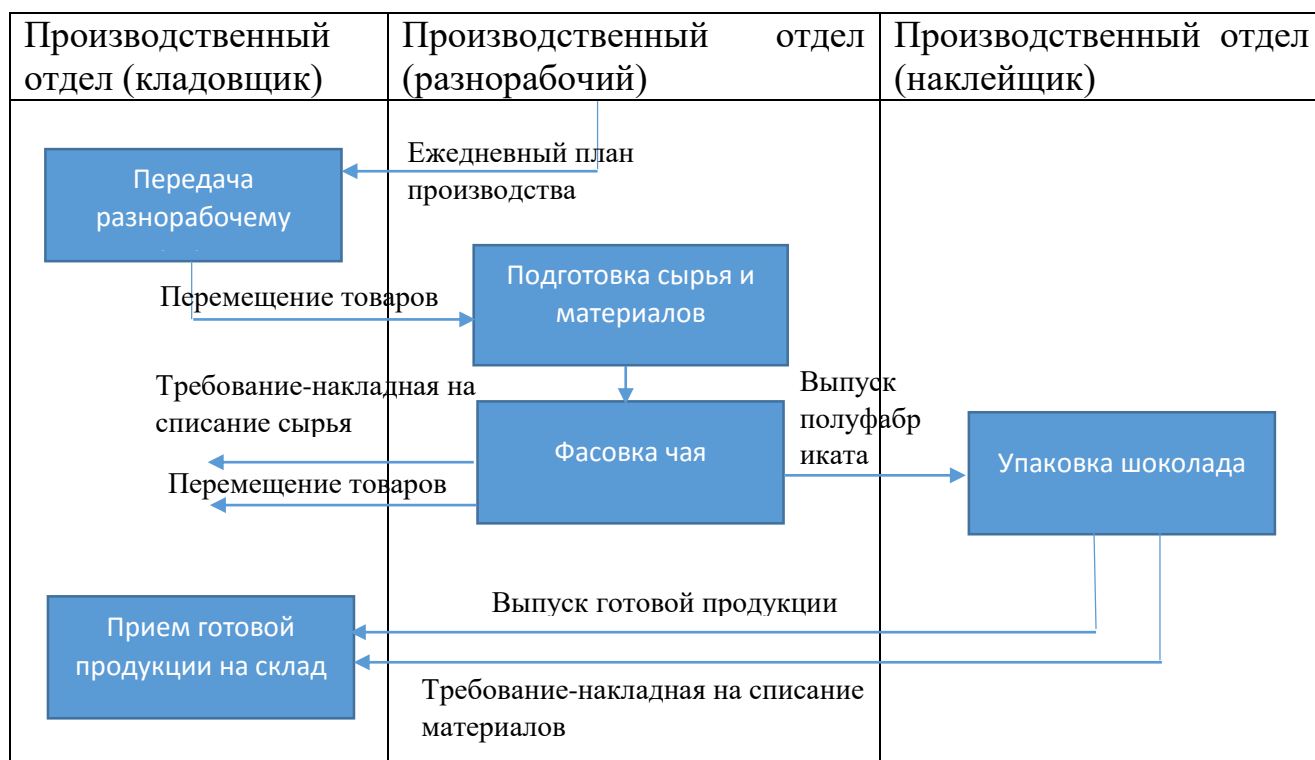 Производственный
отдел (кладовщик)
Производственный отдел
(разнорабочий)
Производственный отдел
(наклейщик)
Ежедневный план
производства
Передача
разнорабочему
Подготовка сырья и
материалов
Перемещение товаров
Требование-накладная на
списание сырья
Выпуск
полуфабр
иката
Фасовка чая
Упаковка шоколада
Перемещение товаров
Выпуск готовой продукции
Прием готовой
продукции на склад
Требование-накладная на списание
материалов